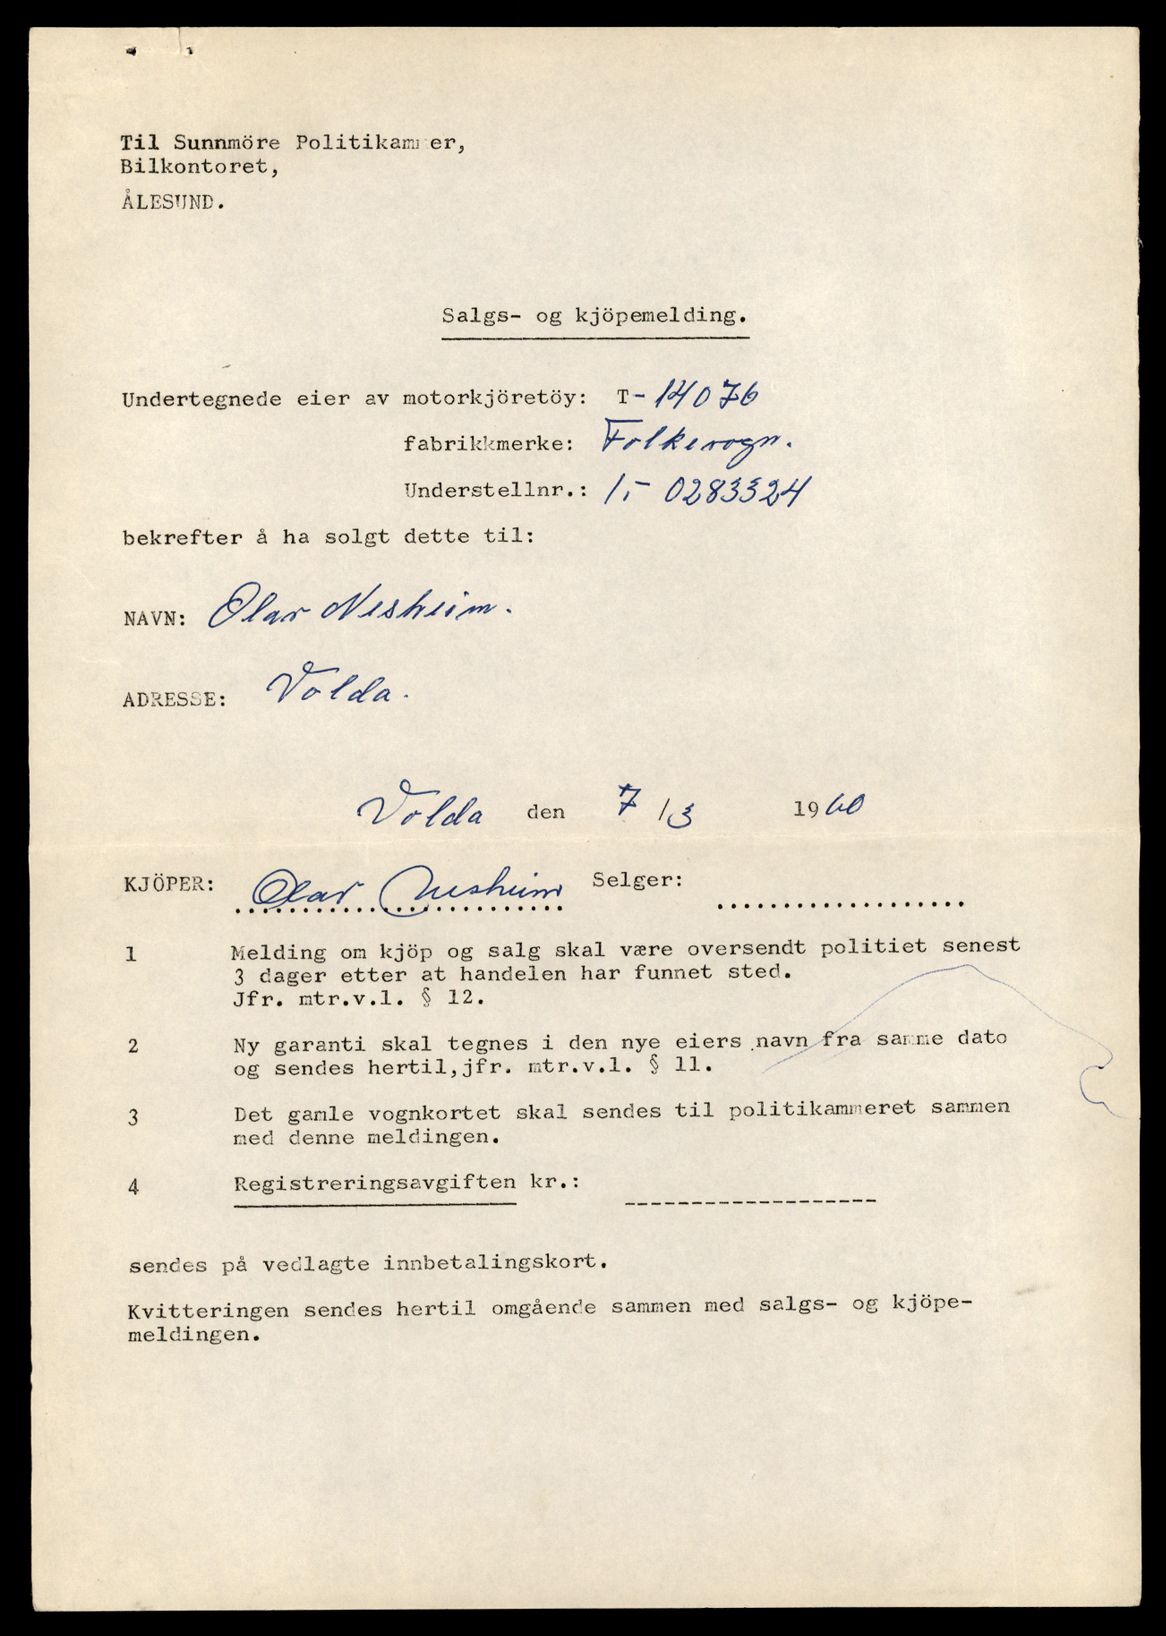 Til Sunnmöre Politikammer,
Bilkontoret,
ÅLESUND.
Salgs- og kjöpemelding.
Undertegnede eier av motorkjöretöy: T-14076
fabrikkmerke: Folkevogn.
Understellnr.: 1,- 0283324
bekrefter å ha solgt dette til:
NAVN: Olav Nesheim.
ADRESSE: Volda.
Volda den 7/3 1960
KJÖPER: Olav Nesheim Selger:
1 Melding om kjöp og salg skal være oversendt politiet senest
3 dager etter at handelen har funnet sted.
Jfr. mtr.v.l. § 12.
2 Ny garanti skal tegnes i den nye eiers navn fra samme dato
og sendes hertil, jfr. mtr.v.l. § 11.
3 Det gamle vognkortet skal sendes til politikammeret sammen
med denne meldingen.
4 Registreringsavgiften kr.:
sendes på vedlagte innbetalingskort.
Kvitteringen sendes hertil omgående sammen med salgs- og kjöpe-
meldingen.